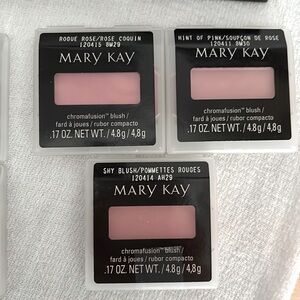 ROGUE ROSE/ROSE COQUIN
120415 BW29
MARY KAY
chromafusion™ blush /
fard à joues / rubor compacto
.17 OZ. NET WT. / 4.8g / 4,8g
HINT OF PINK/SOUPÇON DE ROSE
120411 BW30
MARY KAY
chromafusion™ blush /
fard à joues / rubor compacto
.17 OZ. NET WT. / 4.8g / 4,8g
SHY BLUSH/POMMETTES ROUGES
120414 AH29
MARY KAY
chromafusion™ blush /
fard à joues / rubor compacto
.17 OZ. NET WT. / 4.8g / 4,8g